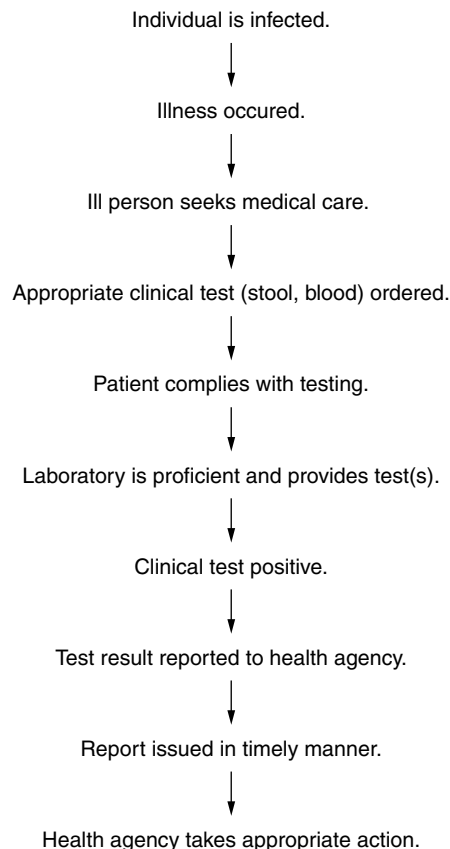 Individual is infected.
Illness occured.
Ill person seeks medical care.
Appropriate clinical test (stool, blood) ordered.
Patient complies with testing.
Laboratory is proficient and provides test(s).
Clinical test positive.
Test result reported to health agency.
Report issued in timely manner.
Health agency takes appropriate action.